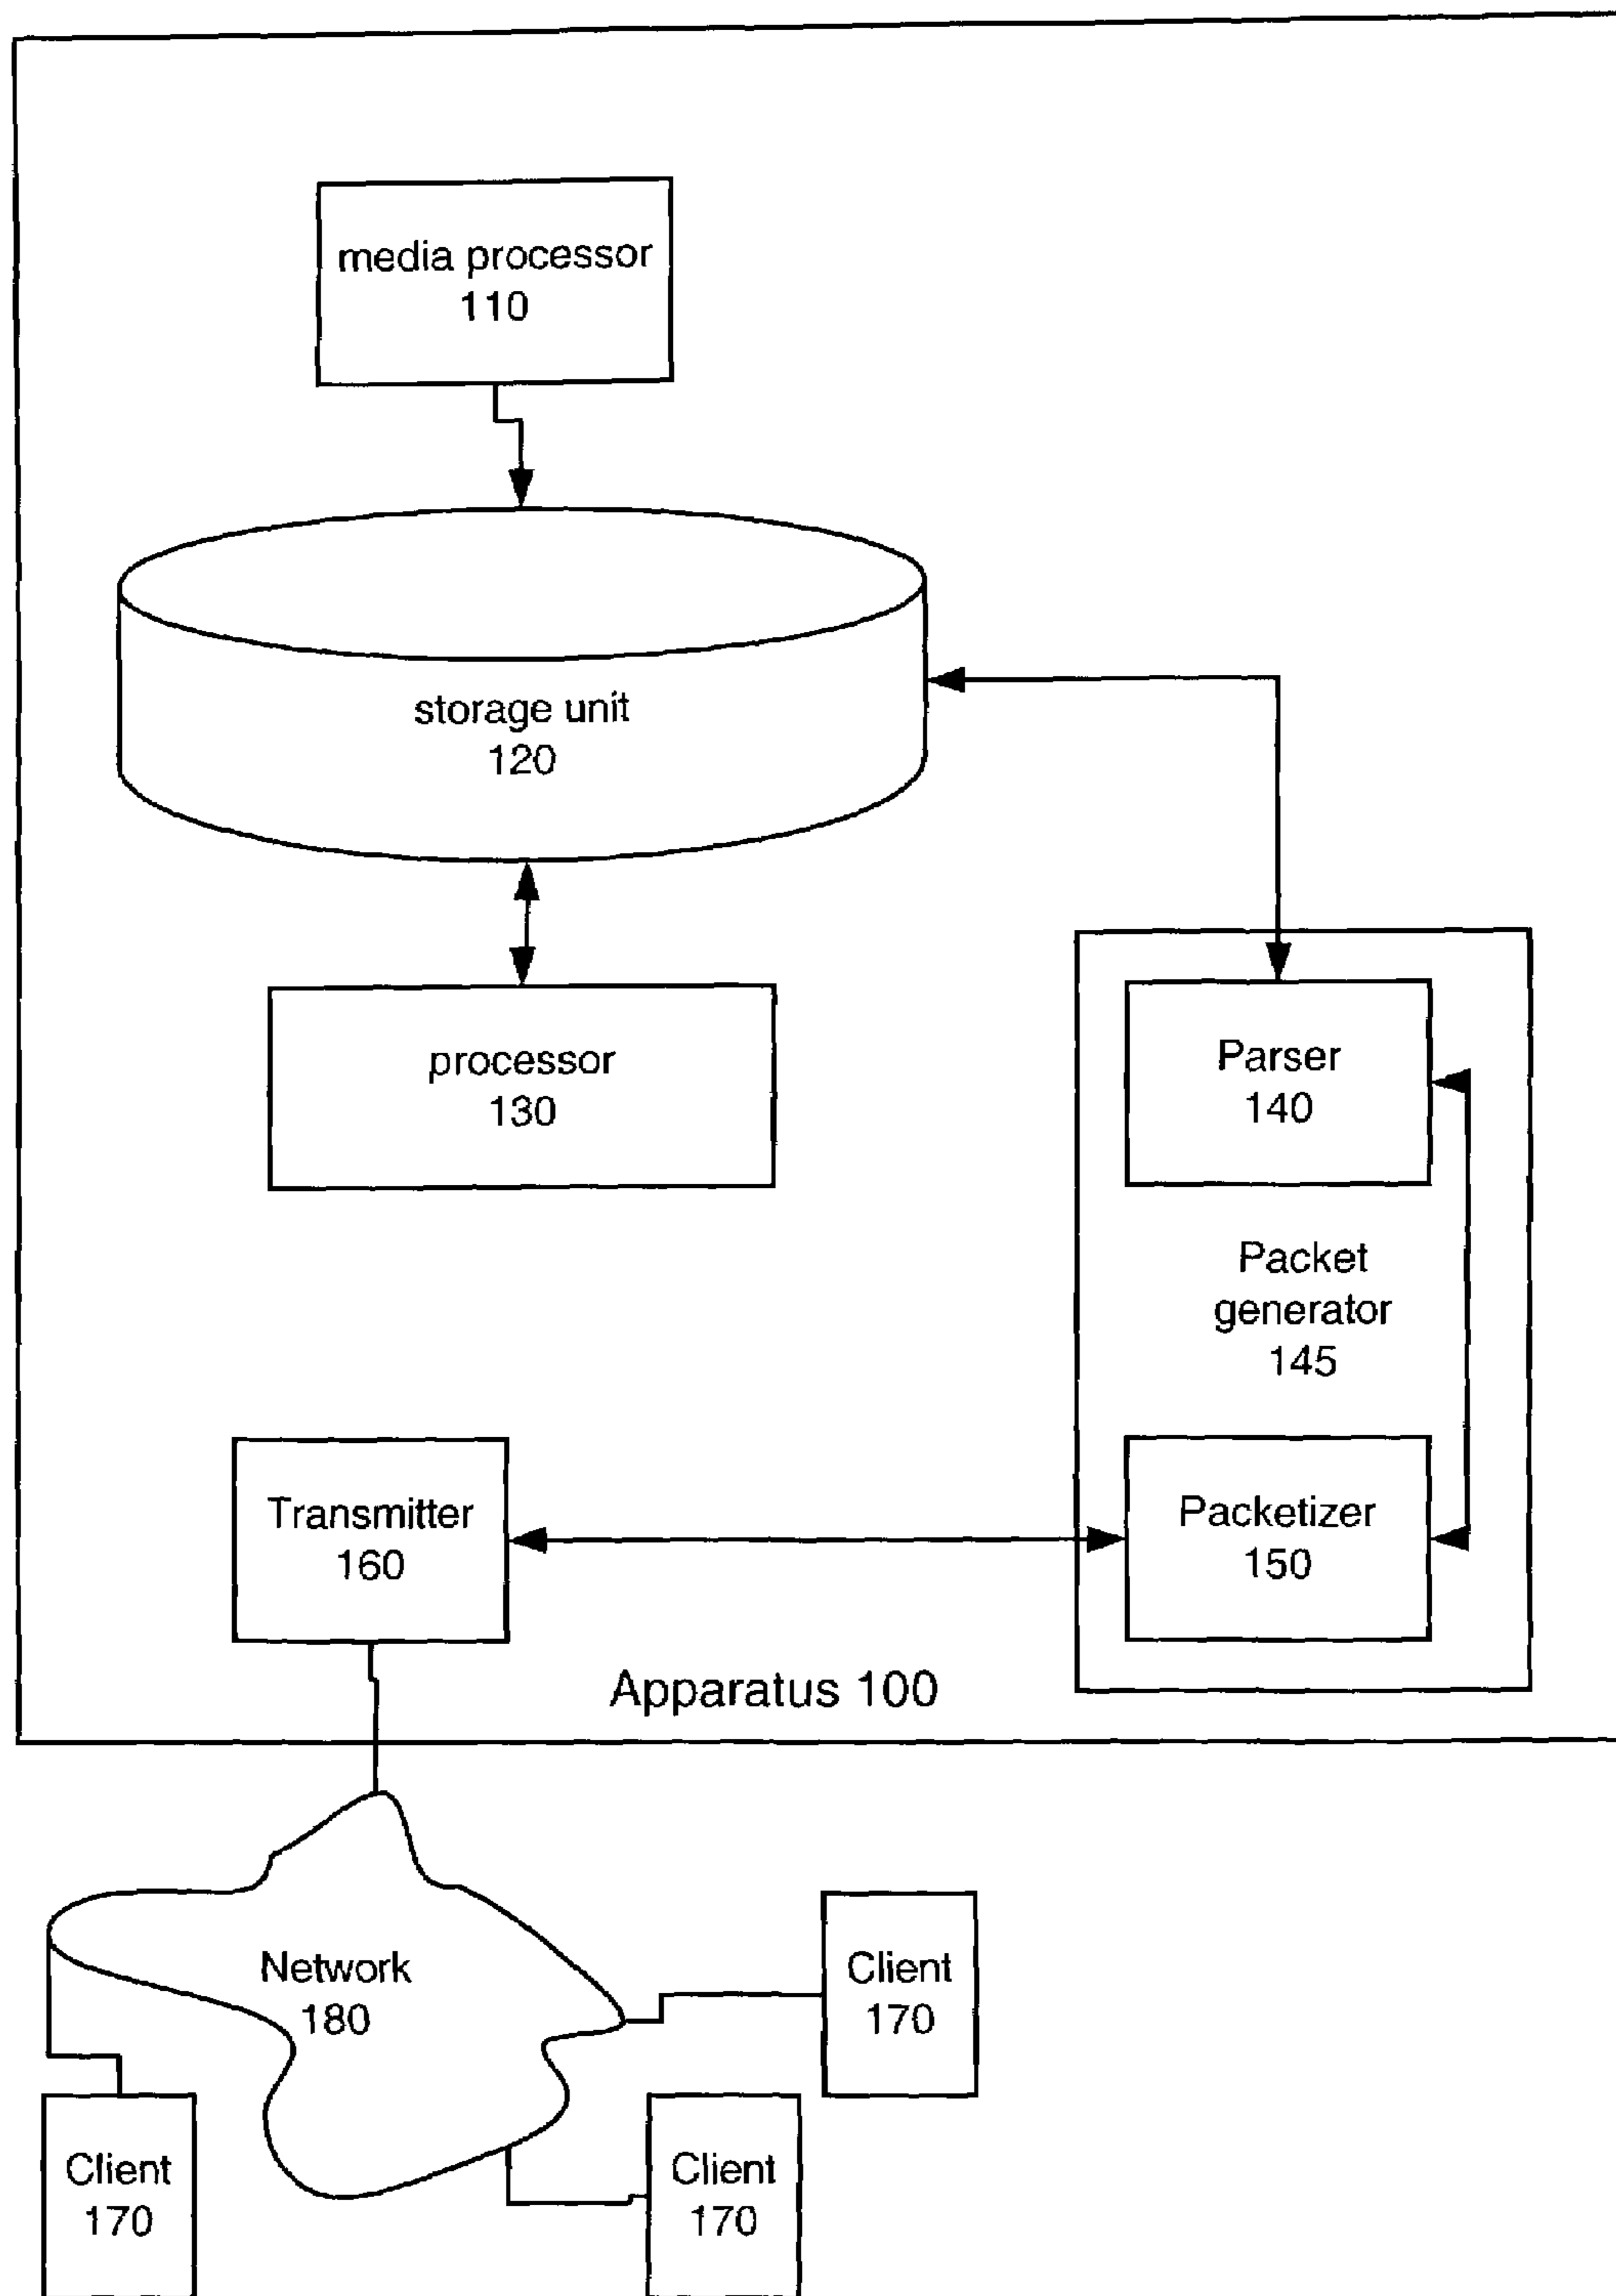 media processor
110
storage unit
120
processor
130
Parser
140
Packet
generator
145
Transmitter
160
Packetizer
150
Apparatus 100
Network
180
Client
170
Client
170
Client
170